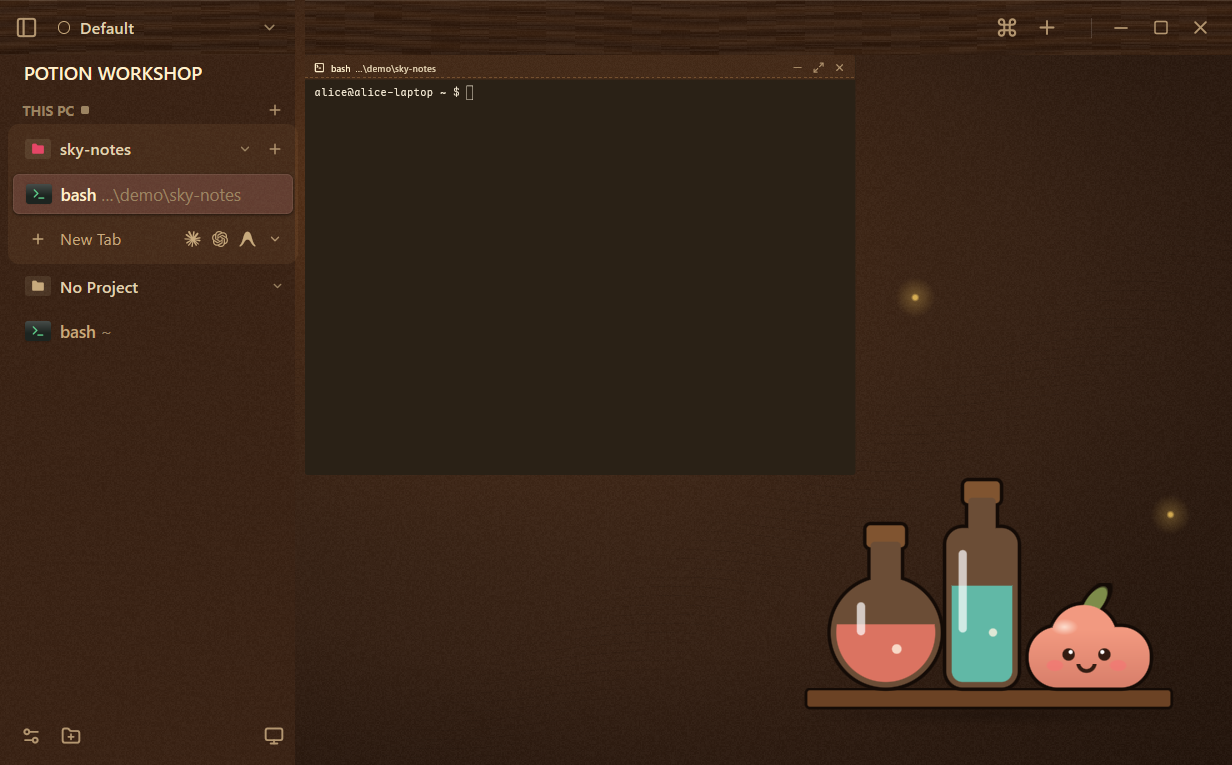 Default
POTION WORKSHOP
THIS PC
sky-notes
bash ...\demo\sky-notes
New Tab
No Project
bash ~
bash ...\demo\sky-notes
alice@alice-laptop ~ $